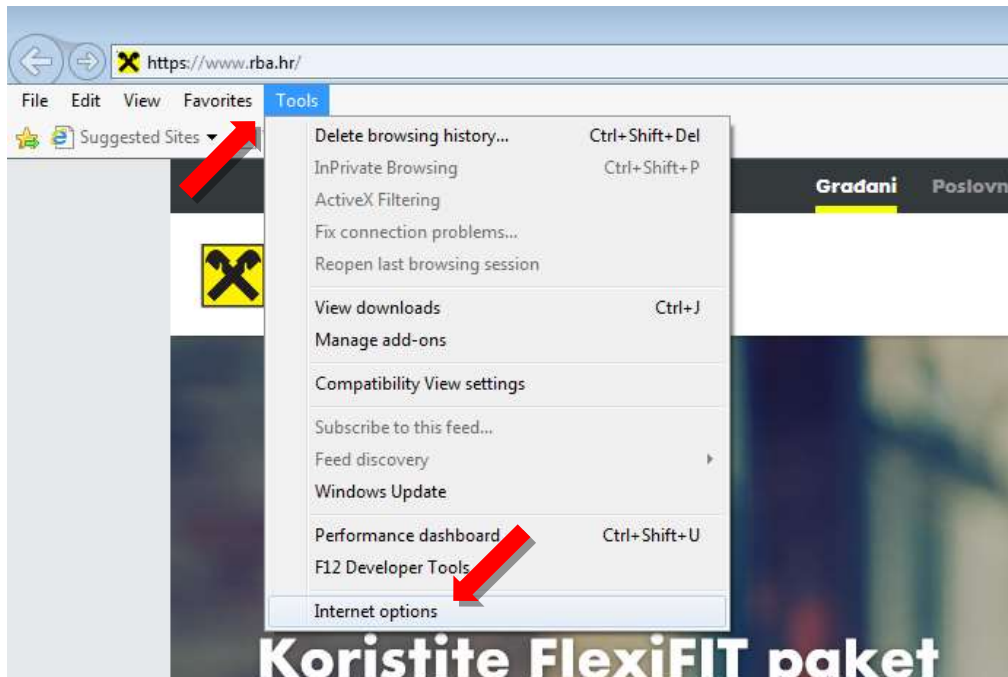 https://www.rba.hr/
File Edit View Favorites Tools
Suggested Sites
Delete browsing history... Ctrl+Shift+Del
InPrivate Browsing Ctrl+Shift+P
ActiveX Filtering
Fix connection problems...
Reopen last browsing session
View downloads Ctrl+J
Manage add-ons
Compatibility View settings
Subscribe to this feed...
Feed discovery
Windows Update
Performance dashboard Ctrl+Shift+U
F12 Developer Tools
Internet options
Građani Poslovn
Koristite FlexiFIT paket